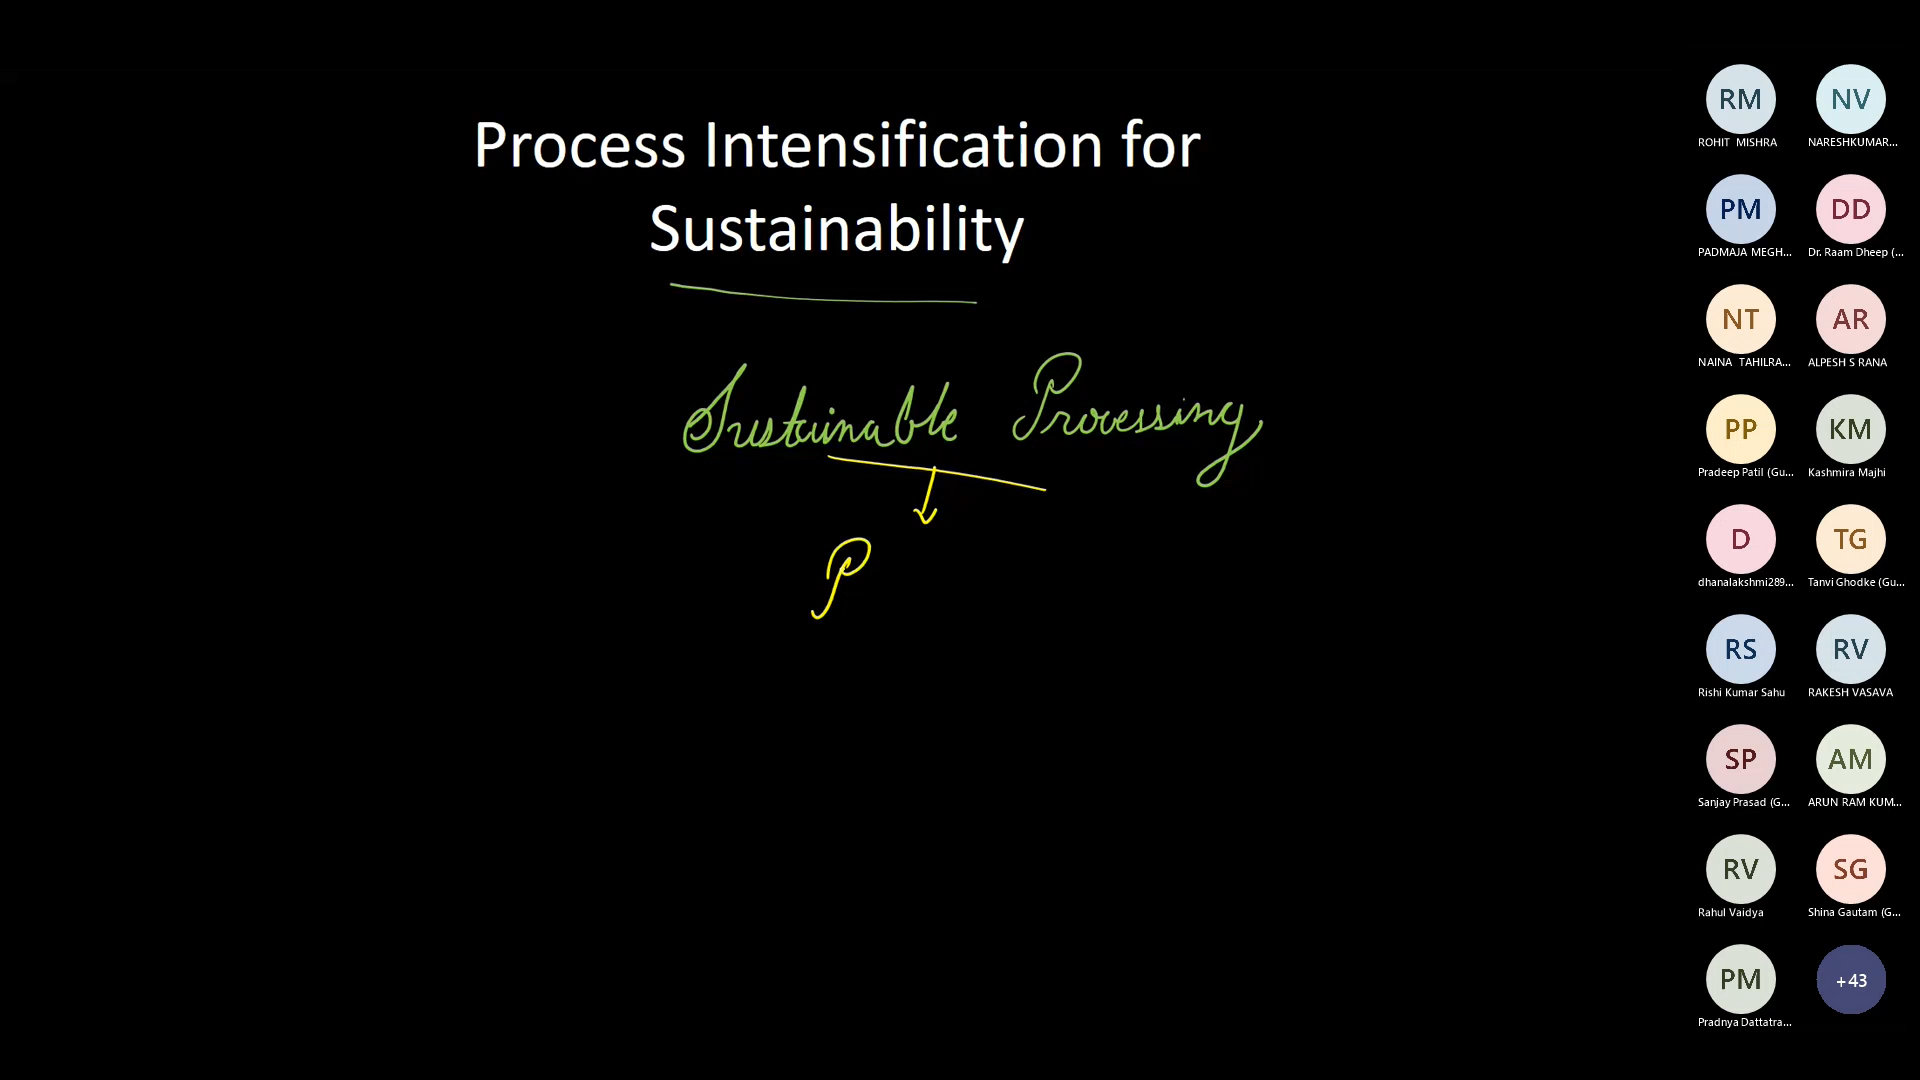 Process Intensification for
Sustainability
Sustainable Processing
P
RM
ROHIT MISHRA
NV
NARESHKUMAR...
PM
PADMAJA MEGH...
DD
Dr. Raam Dheep (...
NT
NAINA TAHILRA...
AR
ALPESH S RANA
PP
Pradeep Patil (Gu...
KM
Kashmira Majhi
D
dhanalakshmi289...
TG
Tanvi Ghodke (Gu...
RS
Rishi Kumar Sahu
RV
RAKESH VASAVA
SP
Sanjay Prasad (G...
AM
ARUN RAM KUM...
RV
Rahul Vaidya
SG
Shina Gautam (G...
PM
Pradnya Dattatra...
+43